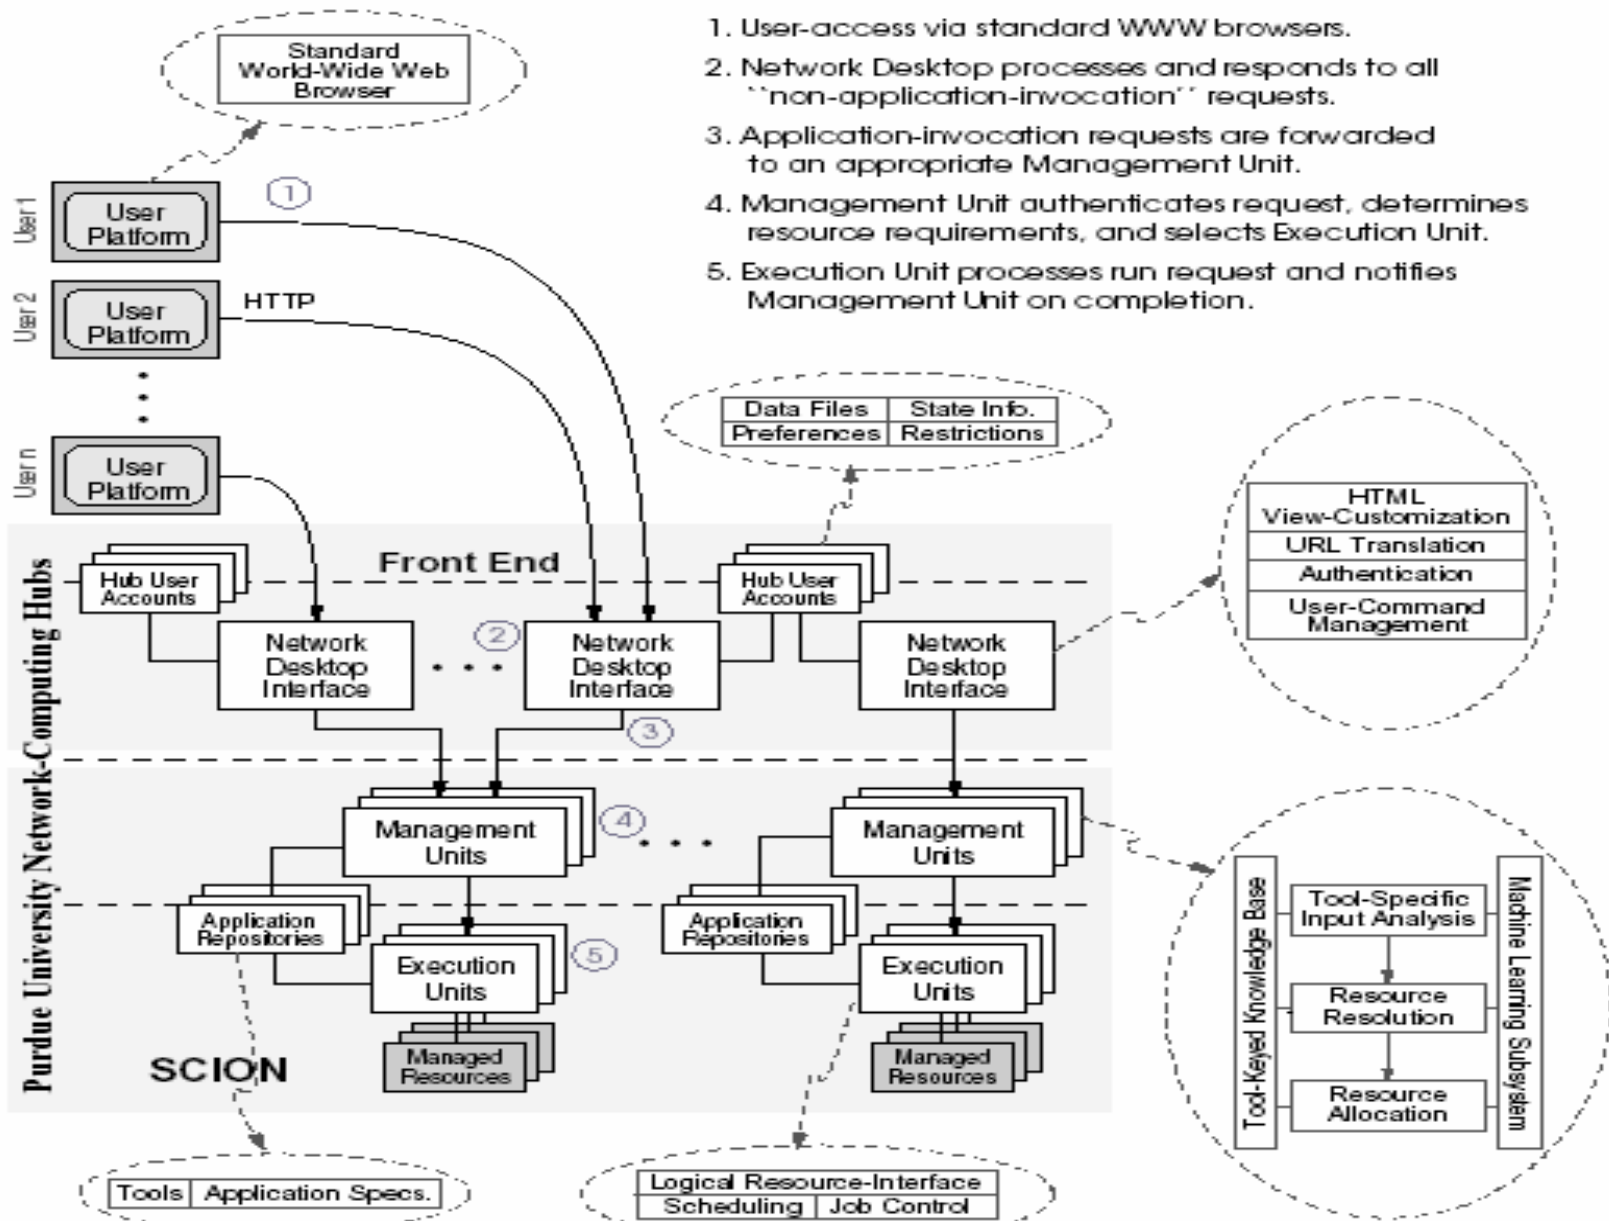 Standard
World-Wide Web
Browser
1. User-access via standard WWW browsers.
2. Network Desktop processes and responds to all
``non-application-invocation'' requests.
3. Application-invocation requests are forwarded
to an appropriate Management Unit.
4. Management Unit authenticates request, determines
resource requirements, and selects Execution Unit.
5. Execution Unit processes run request and notifies
Management Unit on completion.
User 1
User
Platform
1
User 2
User
Platform
HTTP
User n
User
Platform
Data Files
State Info.
Preferences
Restrictions
HTML
View-Customization
URL Translation
Authentication
User-Command
Management
Purdue University Network-Computing Hubs
Front End
Hub User
Accounts
Hub User
Accounts
Network
Desktop
Interface
2
Network
Desktop
Interface
Network
Desktop
Interface
3
Management
Units
4
Management
Units
Application
Repositories
Execution
Units
5
Application
Repositories
Execution
Units
Managed
Resources
Managed
Resources
SCION
Tool-Keyed Knowledge Base
Tool-Specific
Input Analysis
Resource
Resolution
Resource
Allocation
Machine Learning Subsystem
Tools
Application Specs.
Logical Resource-Interface
Scheduling
Job Control